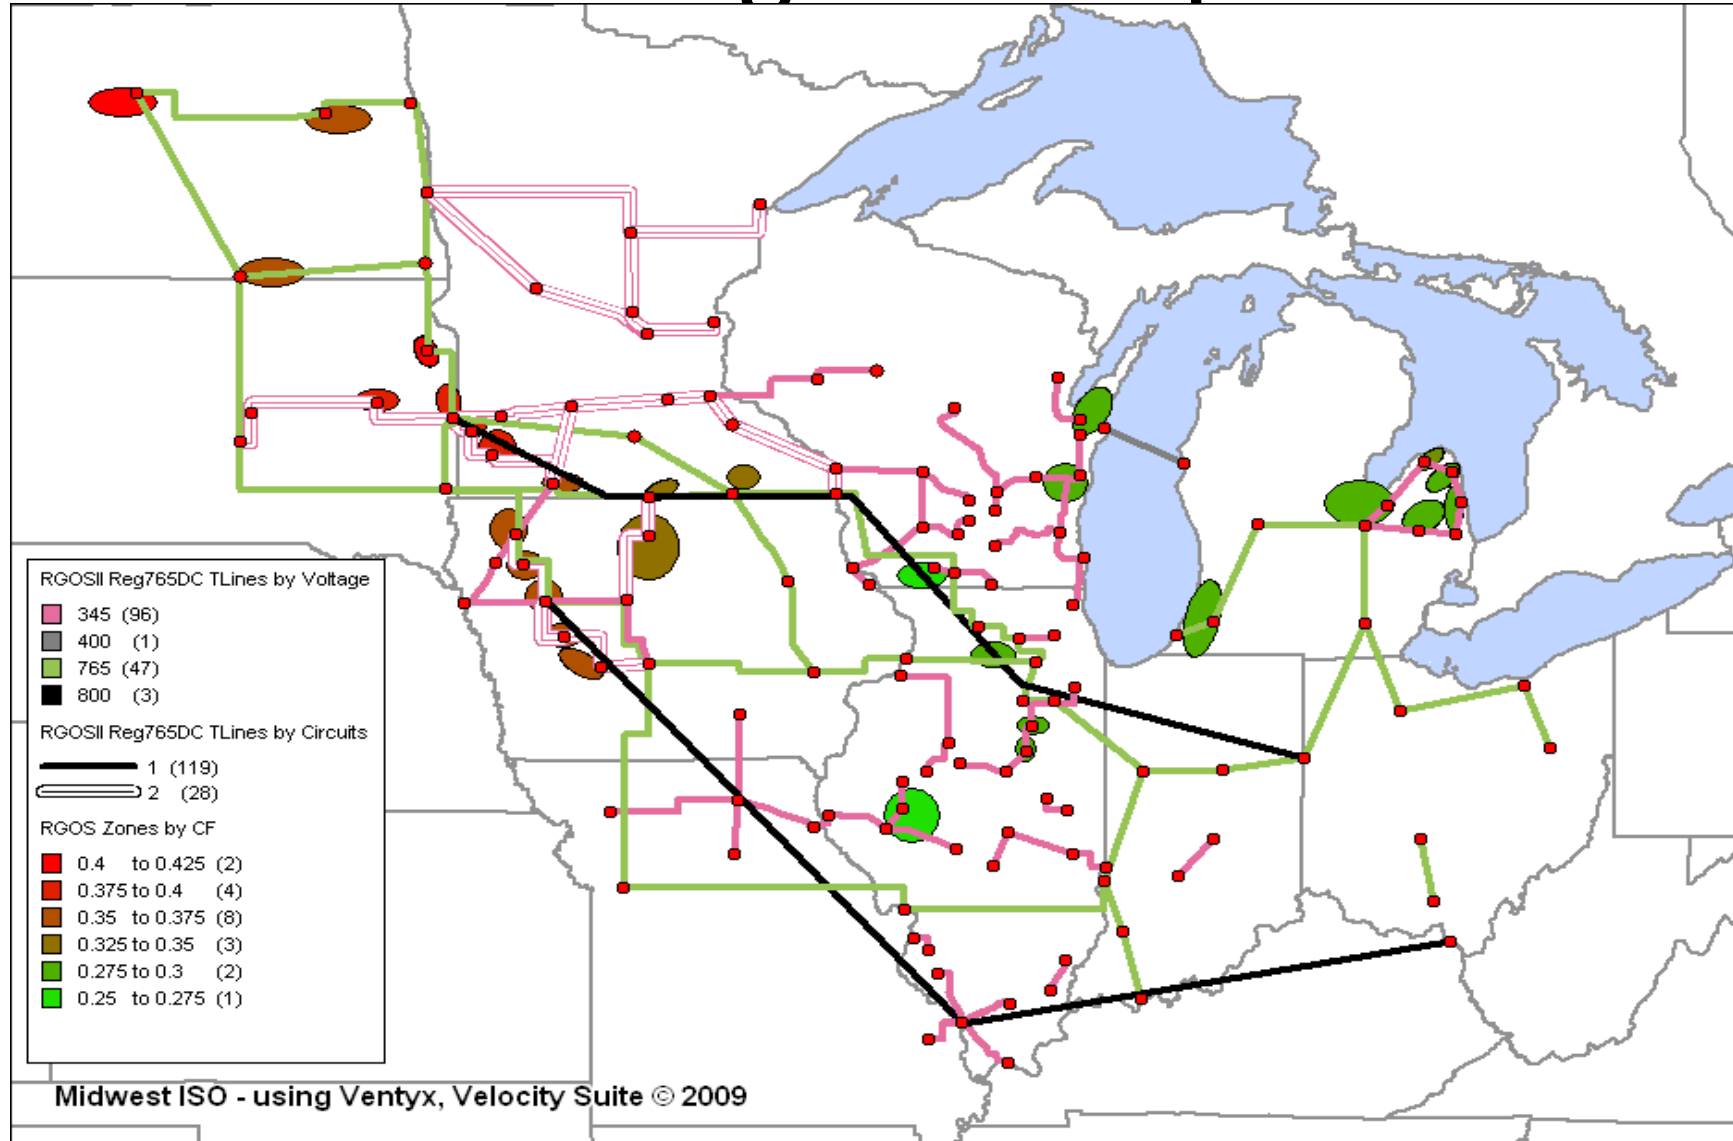 RGOSII Reg765DC TLines by Voltage
345 (96)
400 (1)
765 (47)
800 (3)
RGOSII Reg765DC TLines by Circuits
1 (119)
2 (28)
RGOS Zones by CF
0.4 to 0.425 (2)
0.375 to 0.4 (4)
0.35 to 0.375 (8)
0.325 to 0.35 (3)
0.275 to 0.3 (2)
0.25 to 0.275 (1)
Midwest ISO - using Ventyx, Velocity Suite © 2009